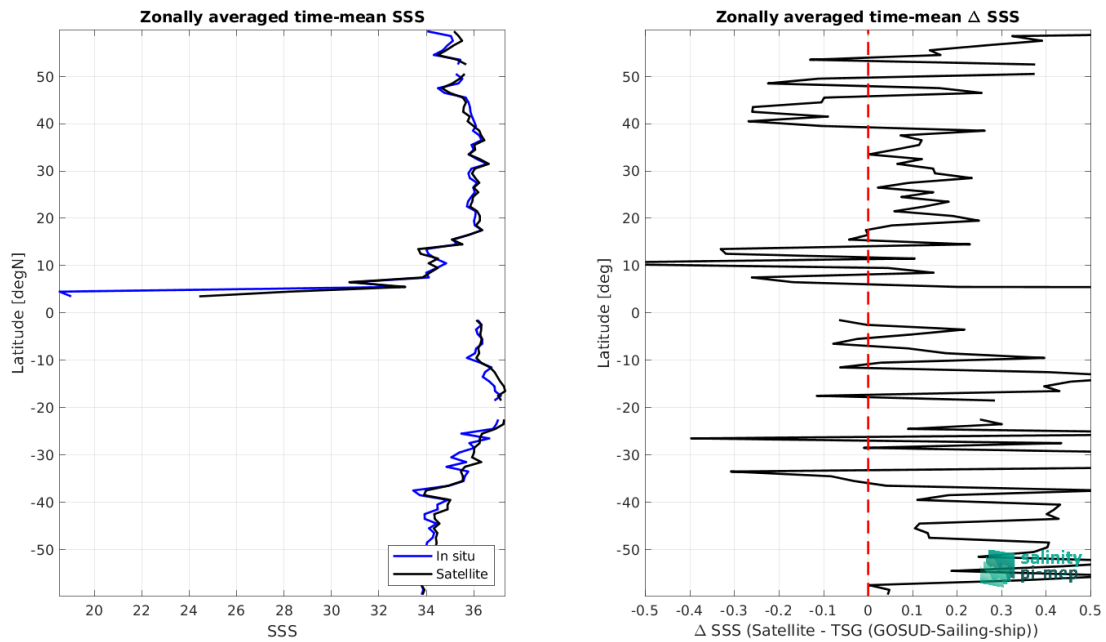 Zonally averaged time-mean SSS
Latitude [degN]
50
40
30
20
10
0
-10
-20
-30
-40
-50
20 22 24 26 28 30 32 34 36
SSS
In situ
Satellite
Zonally averaged time-mean Δ SSS
Latitude [deg]
50
40
30
20
10
0
-10
-20
-30
-40
-50
-0.5 -0.4 -0.3 -0.2 -0.1 0 0.1 0.2 0.3 0.4 0.5
Δ SSS (Satellite - TSG (GOSUD-Sailing-ship))
salinity
pi-mep